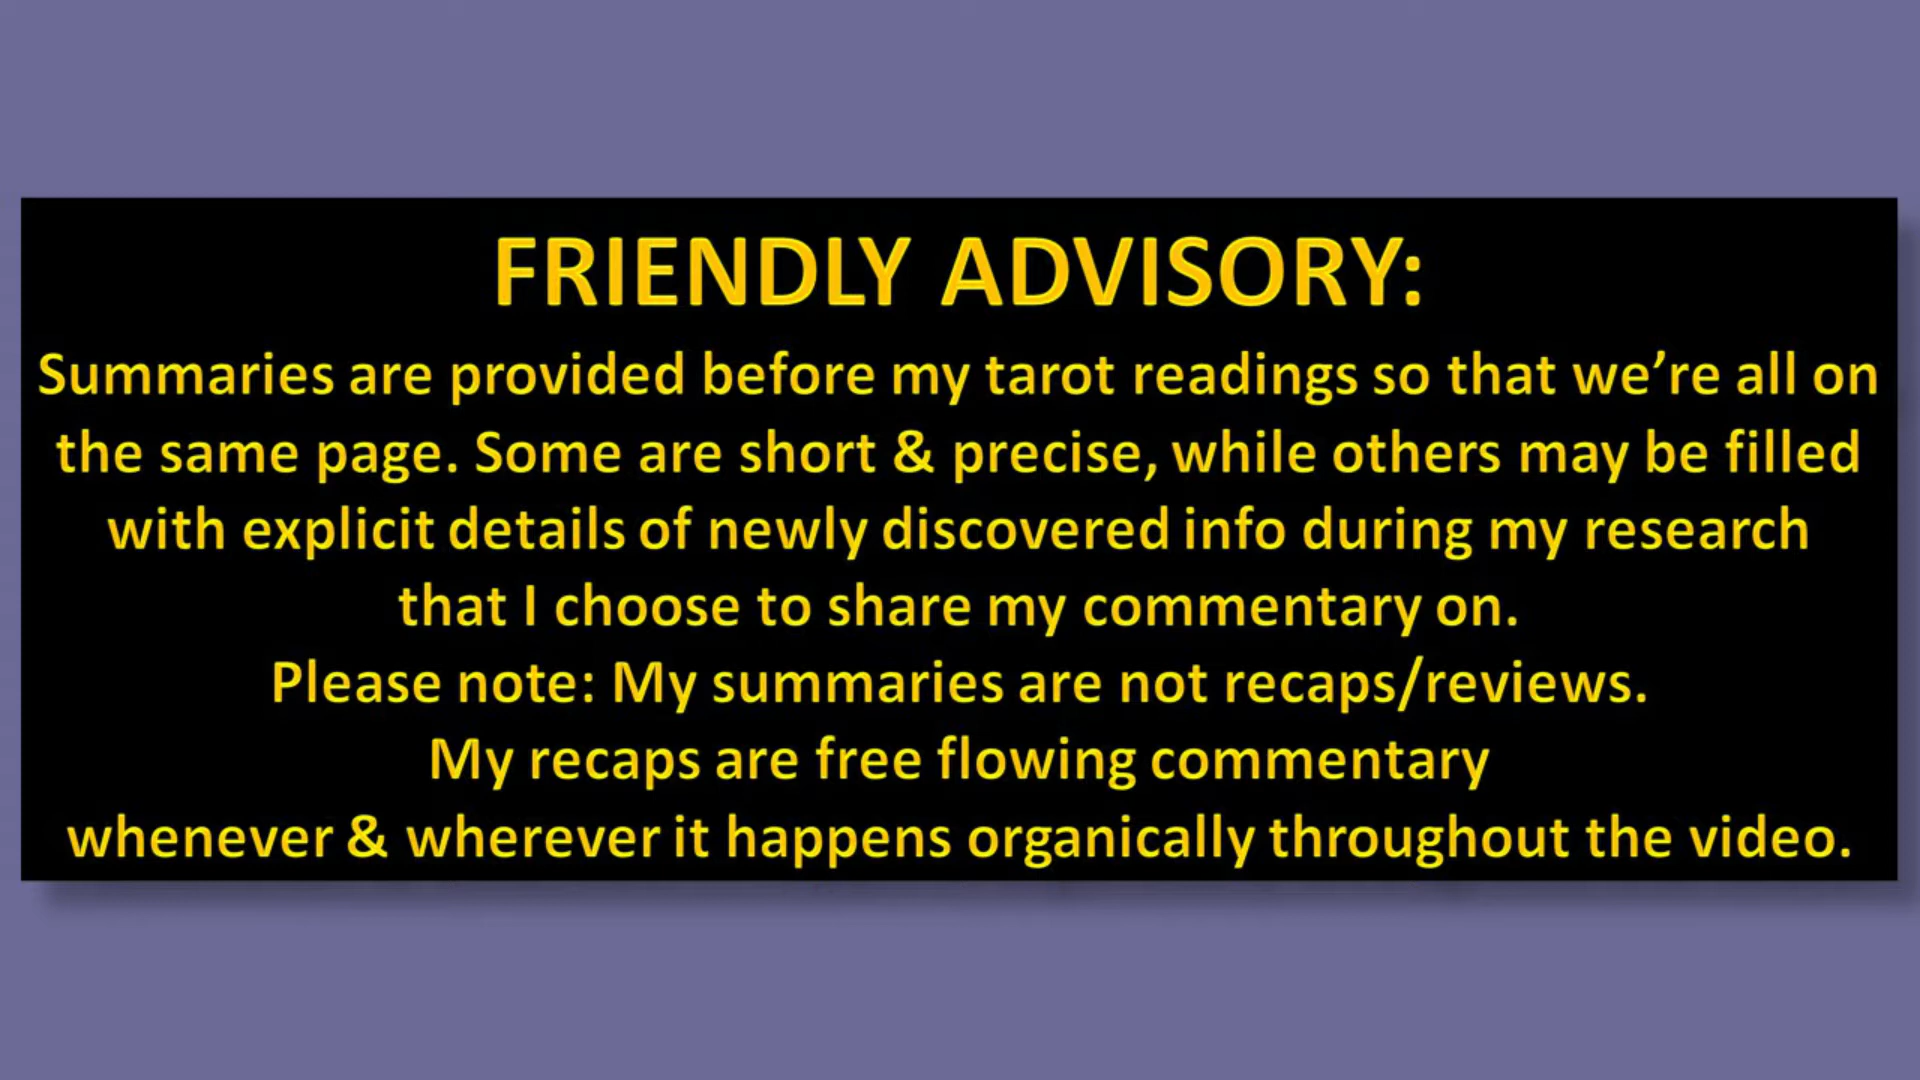 FRIENDLY ADVISORY:
Summaries are provided before my tarot readings so that we’re all on
the same page. Some are short & precise, while others may be filled
with explicit details of newly discovered info during my research
that I choose to share my commentary on.
Please note: My summaries are not recaps/reviews.
My recaps are free flowing commentary
whenever & wherever it happens organically throughout the video.